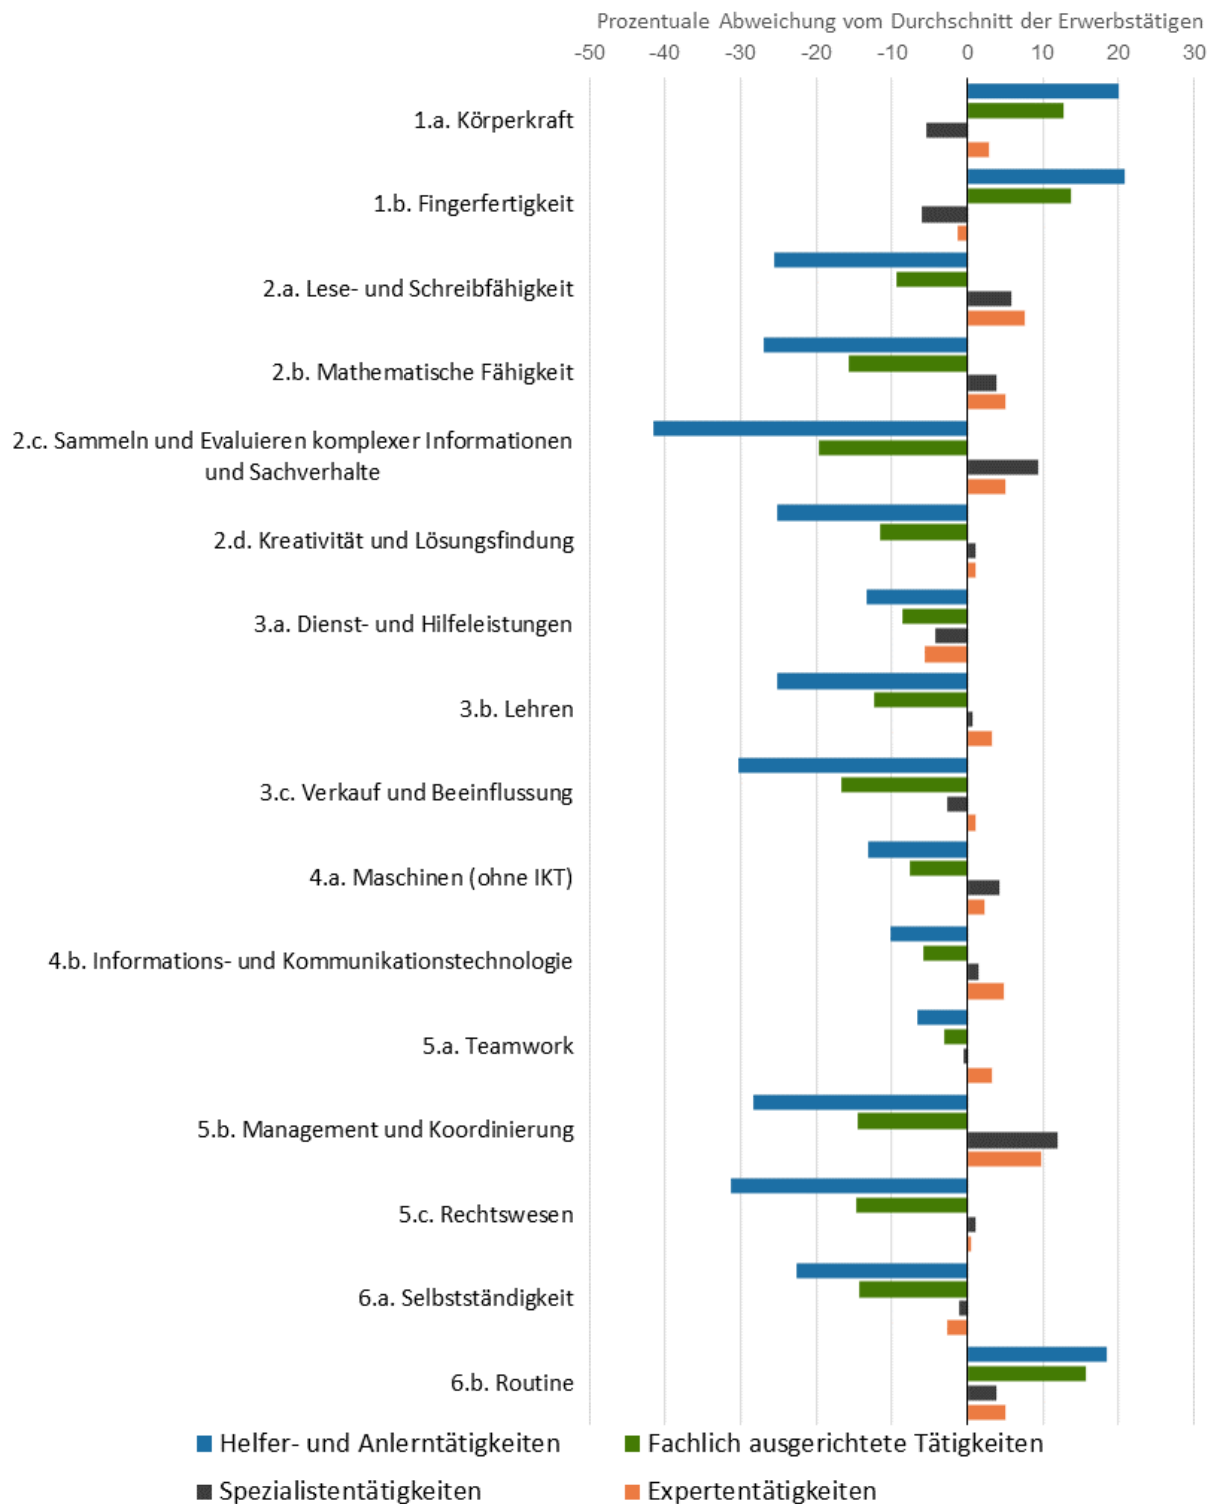 Prozentuale Abweichung vom Durchschnitt der Erwerbstätigen
-50 -40 -30 -20 -10 0 10 20 30
1.a. Körperkraft
1.b. Fingerfertigkeit
2.a. Lese- und Schreibfähigkeit
2.b. Mathematische Fähigkeit
2.c. Sammeln und Evaluieren komplexer Informationen
und Sachverhalte
2.d. Kreativität und Lösungsfindung
3.a. Dienst- und Hilfeleistungen
3.b. Lehren
3.c. Verkauf und Beeinflussung
4.a. Maschinen (ohne IKT)
4.b. Informations- und Kommunikationstechnologie
5.a. Teamwork
5.b. Management und Koordinierung
5.c. Rechtswesen
6.a. Selbstständigkeit
6.b. Routine
Helfer- und Anlerntätigkeiten Fachlich ausgerichtete Tätigkeiten
Spezialistentätigkeiten Expertentätigkeiten